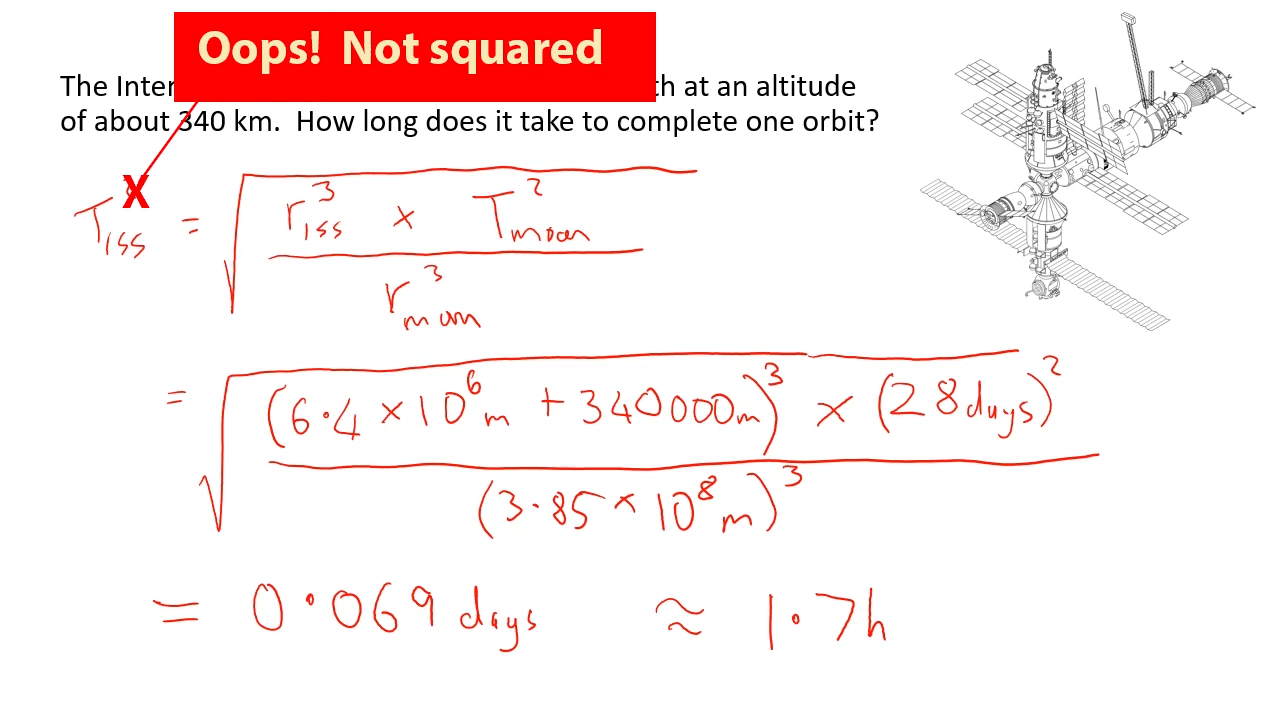 Oops! Not squared
The Inter th at an altitude
of about 340 km. How long does it take to complete one orbit?
T_iss X = √(r_iss^3 × T_moon^2 / r_moon^3)
= √((6.4 × 10^6 m + 340000m)^3 × (28 days)^2 / (3.85 × 10^8 m)^3)
= 0.069 days ≈ 1.7h